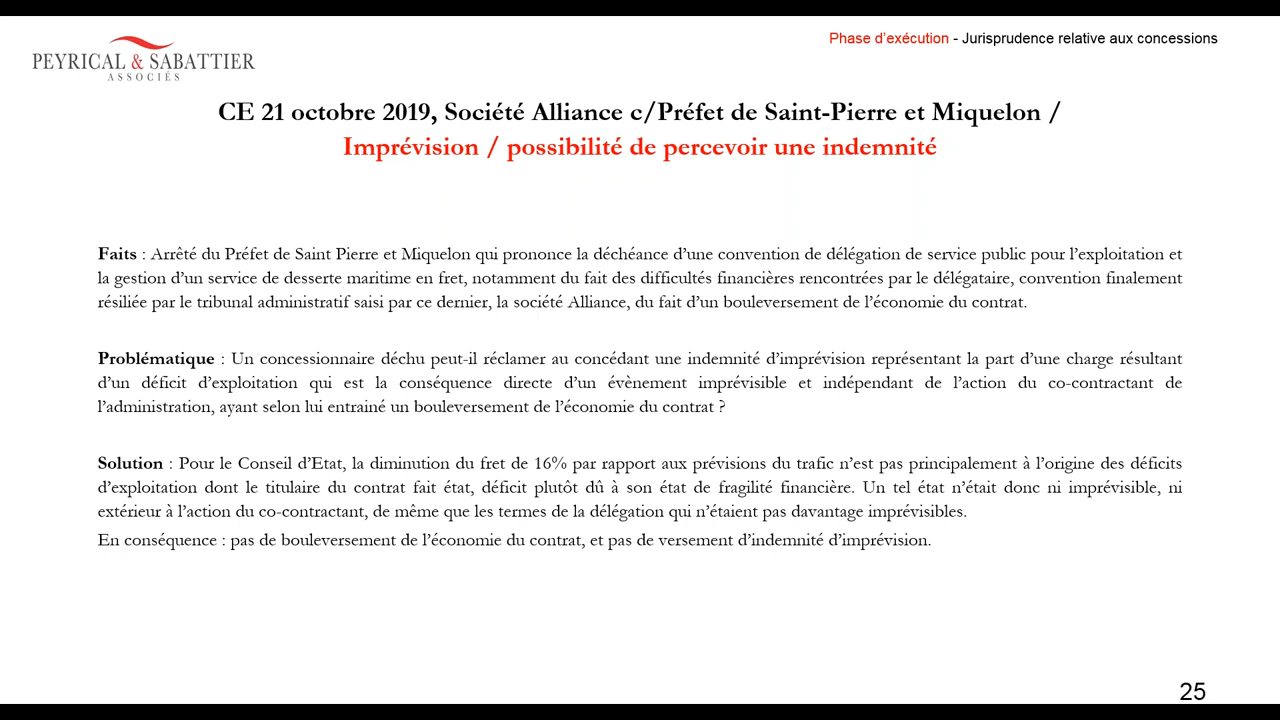 PEYRICAL & SABATTIER
ASSOCIÉS
Phase d’exécution - Jurisprudence relative aux concessions
CE 21 octobre 2019, Société Alliance c/Préfet de Saint-Pierre et Miquelon /
Imprévision / possibilité de percevoir une indemnité
Faits : Arrêté du Préfet de Saint Pierre et Miquelon qui prononce la déchéance d’une convention de délégation de service public pour l’exploitation et
la gestion d’un service de desserte maritime en fret, notamment du fait des difficultés financières rencontrées par le délégataire, convention finalement
résiliée par le tribunal administratif saisi par ce dernier, la société Alliance, du fait d’un bouleversement de l’économie du contrat.
Problématique : Un concessionnaire déchu peut-il réclamer au concédant une indemnité d’imprévision représentant la part d’une charge résultant
d’un déficit d’exploitation qui est la conséquence directe d’un évènement imprévisible et indépendant de l’action du co-contractant de
l’administration, ayant selon lui entrainé un bouleversement de l’économie du contrat ?
Solution : Pour le Conseil d’Etat, la diminution du fret de 16% par rapport aux prévisions du trafic n’est pas principalement à l’origine des déficits
d’exploitation dont le titulaire du contrat fait état, déficit plutôt dû à son état de fragilité financière. Un tel état n’était donc ni imprévisible, ni
extérieur à l’action du co-contractant, de même que les termes de la délégation qui n’étaient pas davantage imprévisibles.
En conséquence : pas de bouleversement de l’économie du contrat, et pas de versement d’indemnité d’imprévision.
25